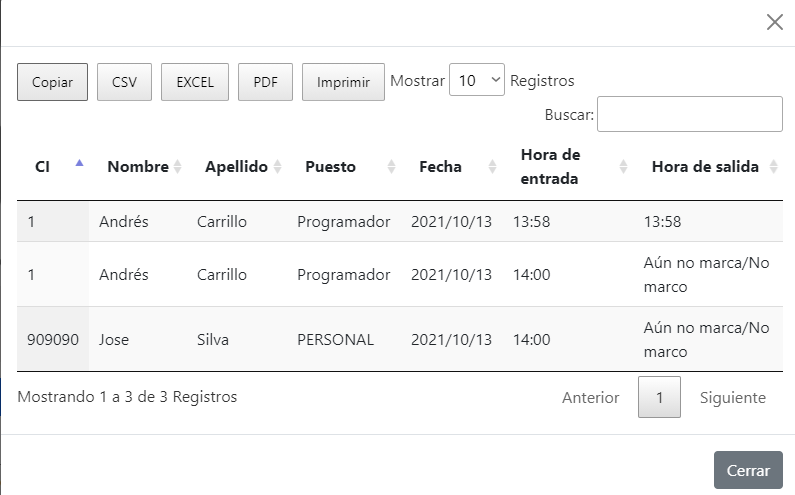 Copiar CSV EXCEL PDF Imprimir Mostrar 10 Registros
Buscar:
CI Nombre Apellido Puesto Fecha Hora de entrada Hora de salida
1 Andrés Carrillo Programador 2021/10/13 13:58 13:58
1 Andrés Carrillo Programador 2021/10/13 14:00 Aún no marca/No marco
909090 Jose Silva PERSONAL 2021/10/13 14:00 Aún no marca/No marco
Mostrando 1 a 3 de 3 Registros Anterior 1 Siguiente
Cerrar